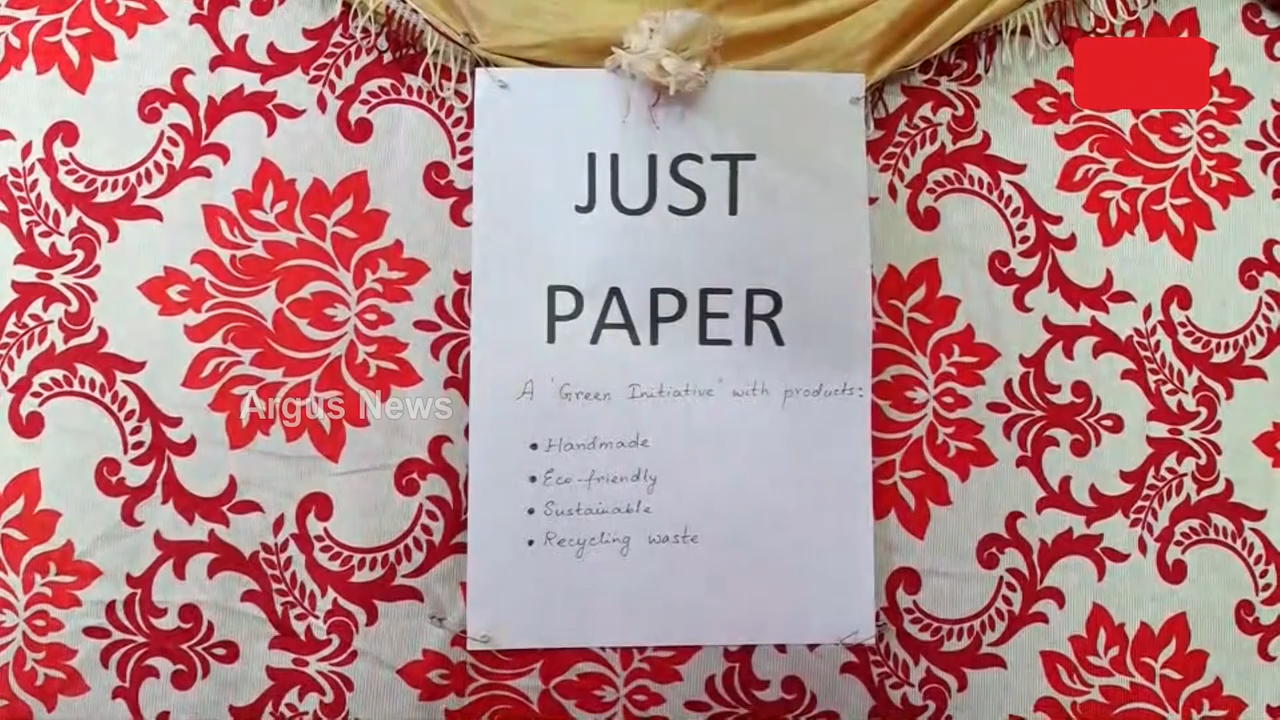 JUST
PAPER
A 'Green Initiative" with products:
• Handmade
• Eco-friendly
• Sustainable
• Recycling waste
Argus News